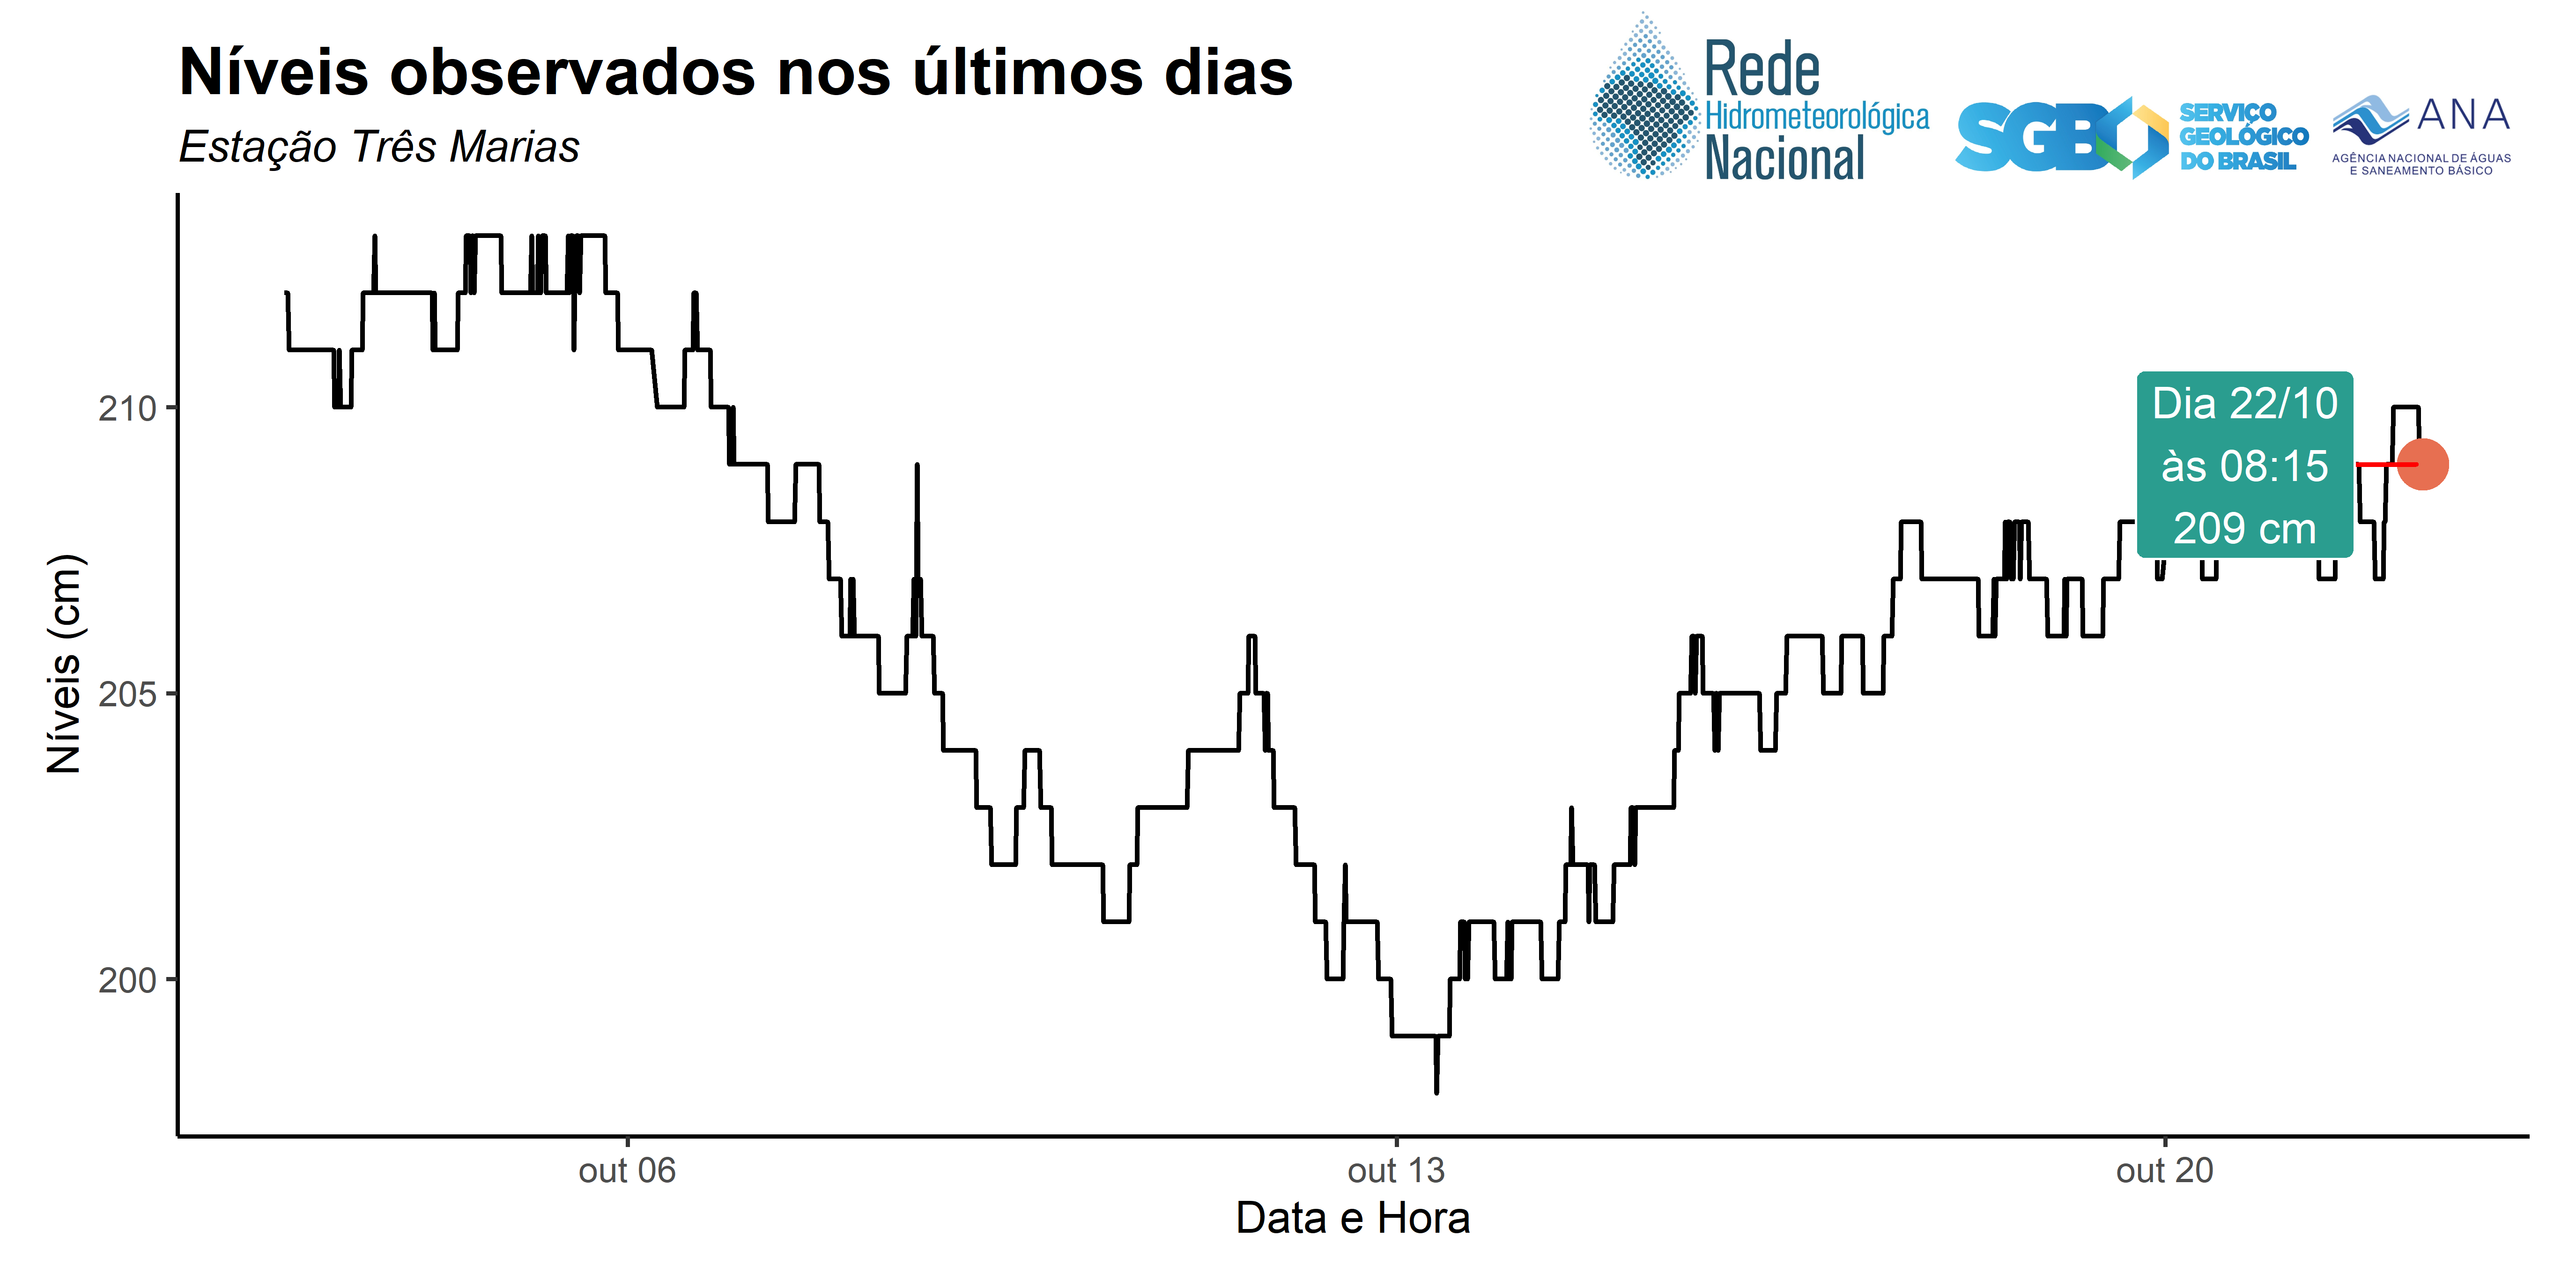 Níveis observados nos últimos dias
Estação Três Marias
Rede
Hidrometeorológica
Nacional
SGB
SERVIÇO
GEOLÓGICO
DO BRASIL
ANA
AGÊNCIA NACIONAL DE ÁGUAS
E SANEAMENTO BÁSICO
Níveis (cm)
210
205
200
Dia 22/10
às 08:15
209 cm
out 06
out 13
out 20
Data e Hora